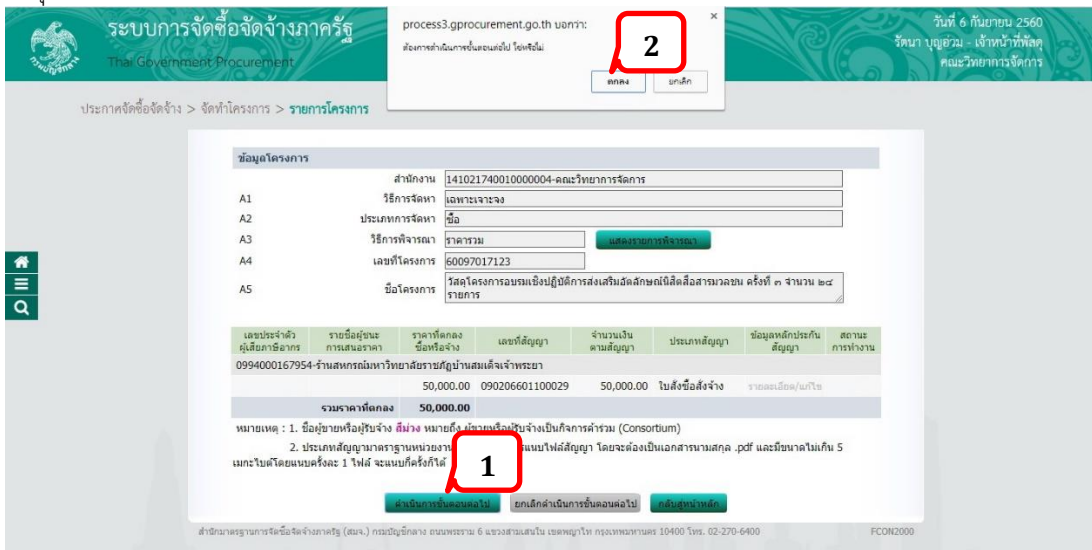 ระบบการจัดซื้อจัดจ้างภาครัฐ
Thai Government Procurement
process3.gprocurement.go.th บอกว่า:
ต้องการดำเนินการขั้นตอนต่อไป ใช่หรือไม่
ตกลง ยกเลิก
2
วันที่ 6 กันยายน 2560
รัตนา บุญอ่วม - เจ้าหน้าที่พัสดุ
คณะวิทยาการจัดการ
ประกาศจัดซื้อจัดจ้าง > จัดทำโครงการ > รายการโครงการ
ข้อมูลโครงการ
สำนักงาน 141021740010000004-คณะวิทยาการจัดการ
A1 วิธีการจัดหา เฉพาะเจาะจง
A2 ประเภทการจัดหา ซื้อ
A3 วิธีการพิจารณา ราคารวม แสดงรายการพิจารณา
A4 เลขที่โครงการ 60097017123
A5 ชื่อโครงการ วัสดุโครงการอบรมเชิงปฏิบัติการส่งเสริมอัตลักษณ์นิสิตสื่อสารมวลชน ครั้งที่ ๓ จำนวน ๒๔
รายการ
เลขประจำตัว รายชื่อผู้ชนะ ราคาที่ตกลง เลขที่สัญญา จำนวนเงิน ประเภทสัญญา ข้อมูลหลักประกัน สถานะ
ผู้เสียภาษีอากร การเสนอราคา ซื้อหรือจ้าง ตามสัญญา สัญญา การทำงาน
0994000167954-ร้านสหกรณ์มหาวิทยาลัยราชภัฏบ้านสมเด็จเจ้าพระยา
50,000.00 090206601100029 50,000.00 ใบสั่งซื้อสั่งจ้าง รายละเอียด/แก้ไข
รวมราคาที่ตกลง 50,000.00
หมายเหตุ : 1. ชื่อผู้ขายหรือผู้รับจ้าง สีม่วง หมายถึง ผู้ขายหรือผู้รับจ้างเป็นกิจการค้าร่วม (Consortium)
2. ประเภทสัญญามาตราฐานหน่วยงาน แนบไฟล์สัญญา โดยจะต้องเป็นเอกสารนามสกุล .pdf และมีขนาดไม่เกิน 5
เมกะไบต์โดยแนบครั้งละ 1 ไฟล์ จะแนบกี่ครั้งก็ได้
1
ดำเนินการขั้นตอนต่อไป ยกเลิกดำเนินการขั้นตอนต่อไป กลับสู่หน้าหลัก
สำนักมาตรฐานการจัดซื้อจัดจ้างภาครัฐ (สมจ.) กรมบัญชีกลาง ถนนพระราม 6 แขวงสามเสนใน เขตพญาไท กรุงเทพมหานคร 10400 โทร. 02-270-6400 FCON2000